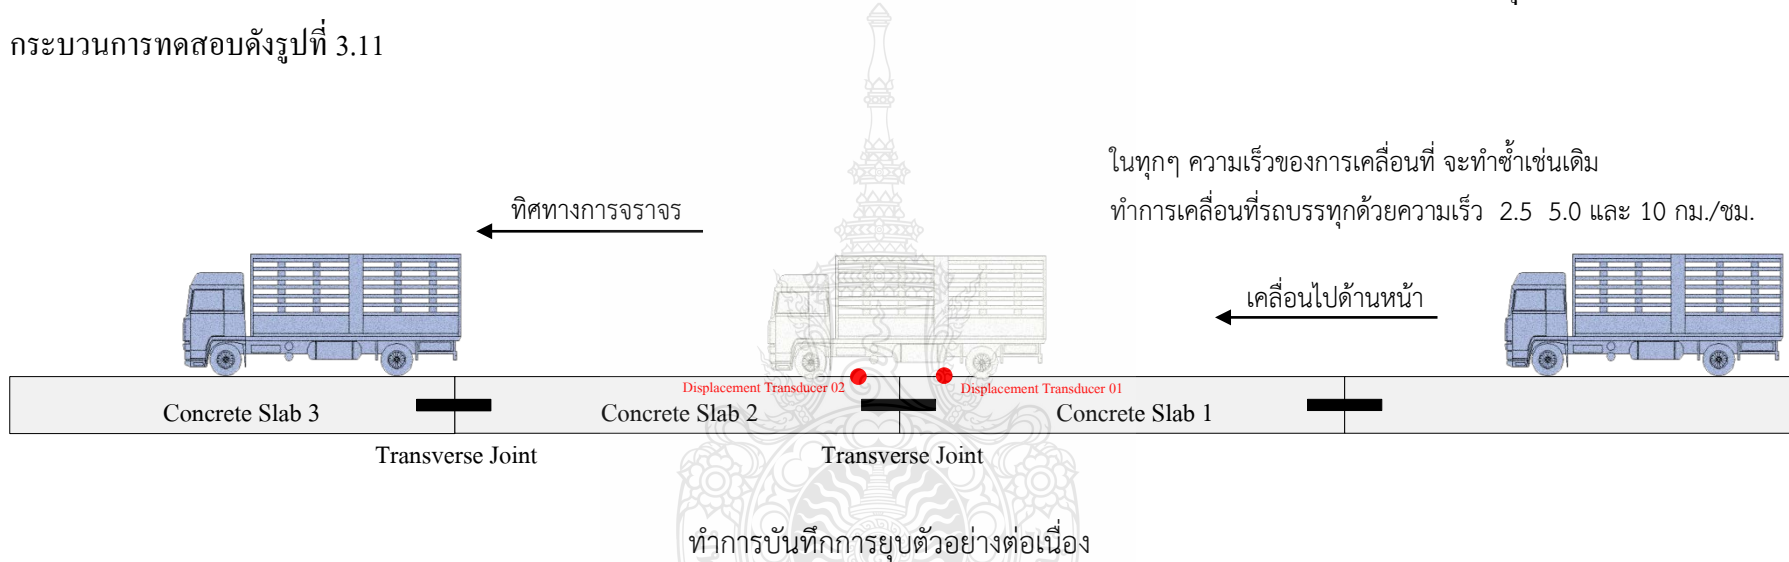 กระบวนการทดสอบดังรูปที่ 3.11
ในทุกๆ ความเร็วของการเคลื่อนที่ จะทำซ้ำเช่นเดิม
ทำการเคลื่อนที่รถบรรทุกด้วยความเร็ว 2.5 5.0 และ 10 กม./ชม.
ทิศทางการจราจร
เคลื่อนไปด้านหน้า
Displacement Transducer 02
Displacement Transducer 01
Concrete Slab 3
Concrete Slab 2
Concrete Slab 1
Transverse Joint
Transverse Joint
ทำการบันทึกการยุบตัวอย่างต่อเนื่อง